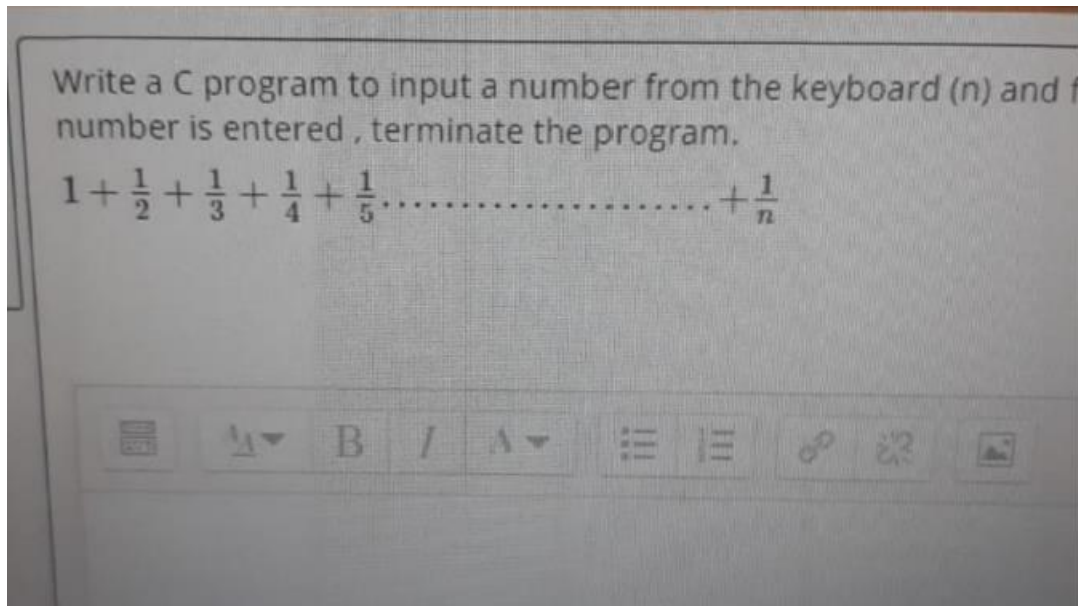 Write a C program to input a number from the keyboard (n) and
number is entered , terminate the program.
1 + 1/2 + 1/3 + 1/4 + 1/5 ...................... + 1/n